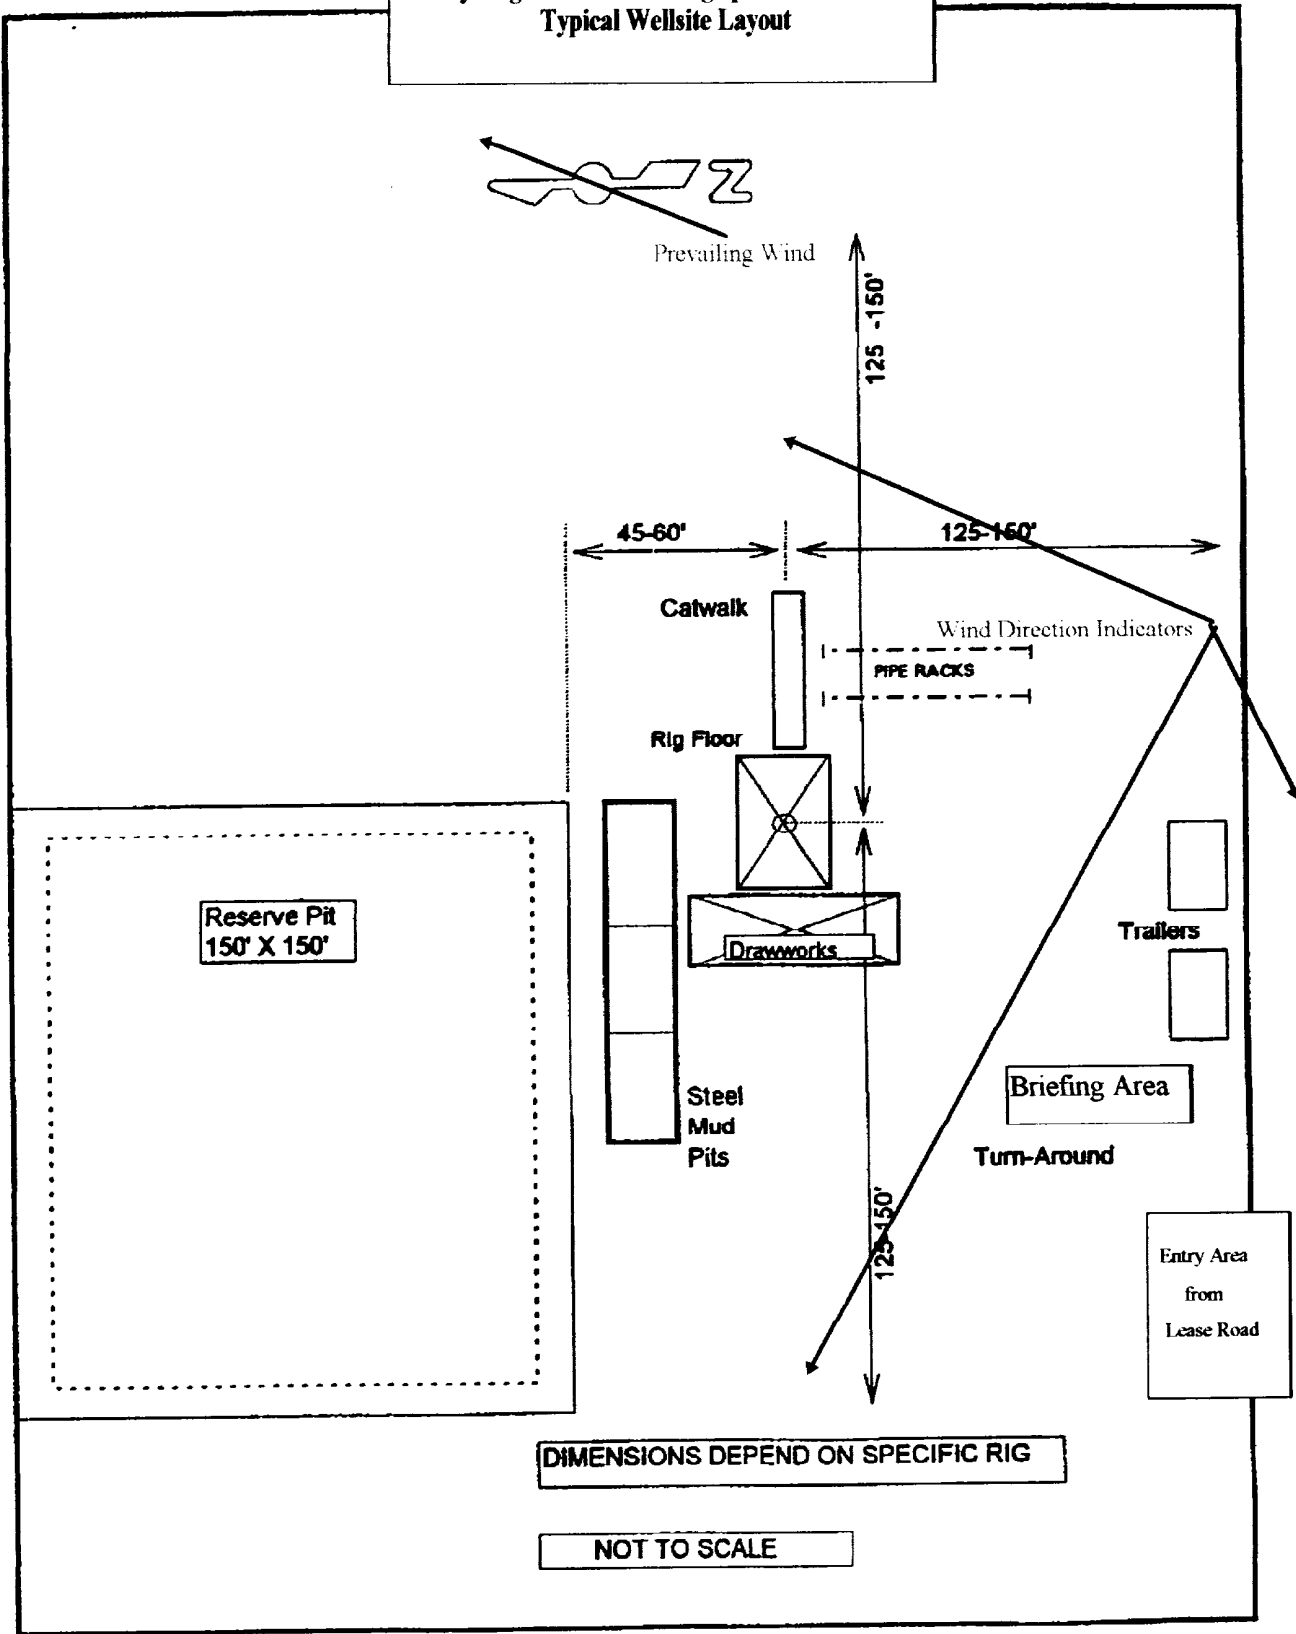 Typical Wellsite Layout
Z
Prevailing Wind
125 -150'
45-60'
125-150'
Catwalk
Wind Direction Indicators
PIPE RACKS
Rig Floor
Reserve Pit
150' X 150'
Drawworks
Trailers
Briefing Area
Steel
Mud
Pits
Turn-Around
125-150'
Entry Area
from
Lease Road
DIMENSIONS DEPEND ON SPECIFIC RIG
NOT TO SCALE